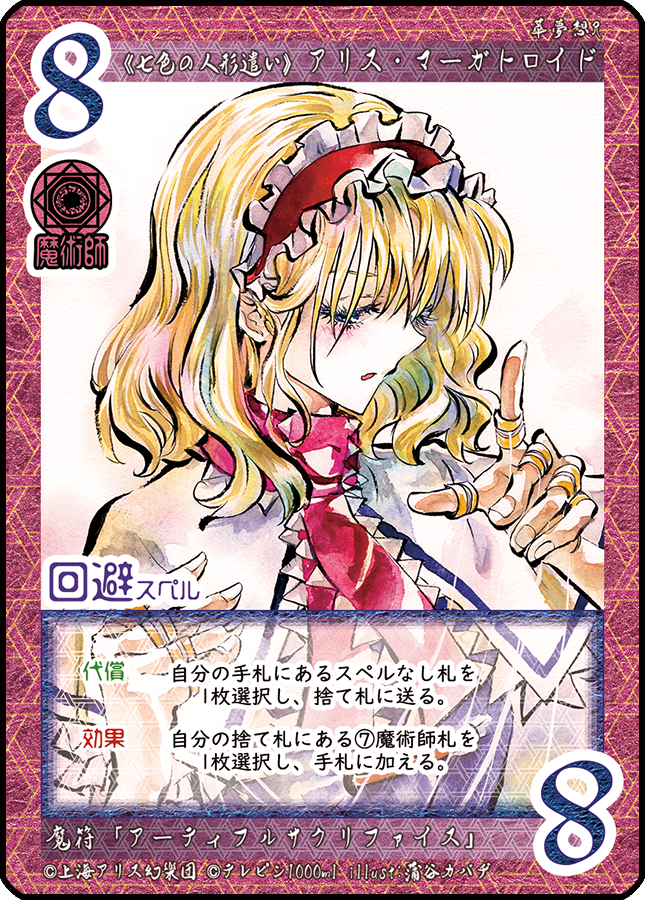 華夢想九
8
《七色の人形遣い》 アリス・マーガトロイド
魔術師
回避スペル
代償 自分の手札にあるスペルなし札を
1枚選択し、捨て札に送る。
効果 自分の捨て札にある⑦魔術師札を
1枚選択し、手札に加える。
8
魔符 「アーティフルサクリファイス」
©上海アリス幻樂団 ©テレピン1000ml illust:蒲谷カバヂ